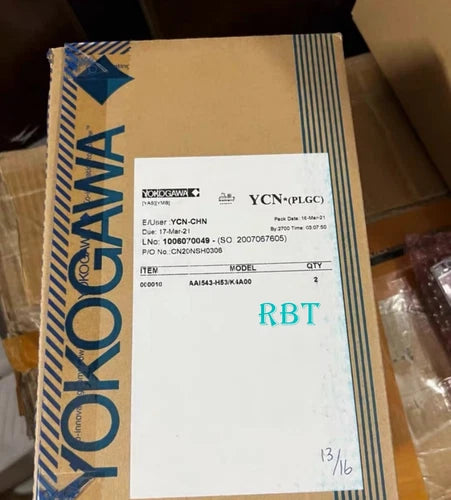 YOKOGAWA
YOKOGAWA
YOKOGAWA
[YAS][YMB]
YCN*(PLGC)
E/User :YCN-CHN
Pack Date: 16-Mar-21
Due: 17-Mar-21
By:2700 Time: 03:07:50
LNo: 1006070049 - (SO 2007067605)
P/O No.:CN20NSH0306
ITEM MODEL QTY
000010 AAI543-H53/K4A00 2
RBT
13/16